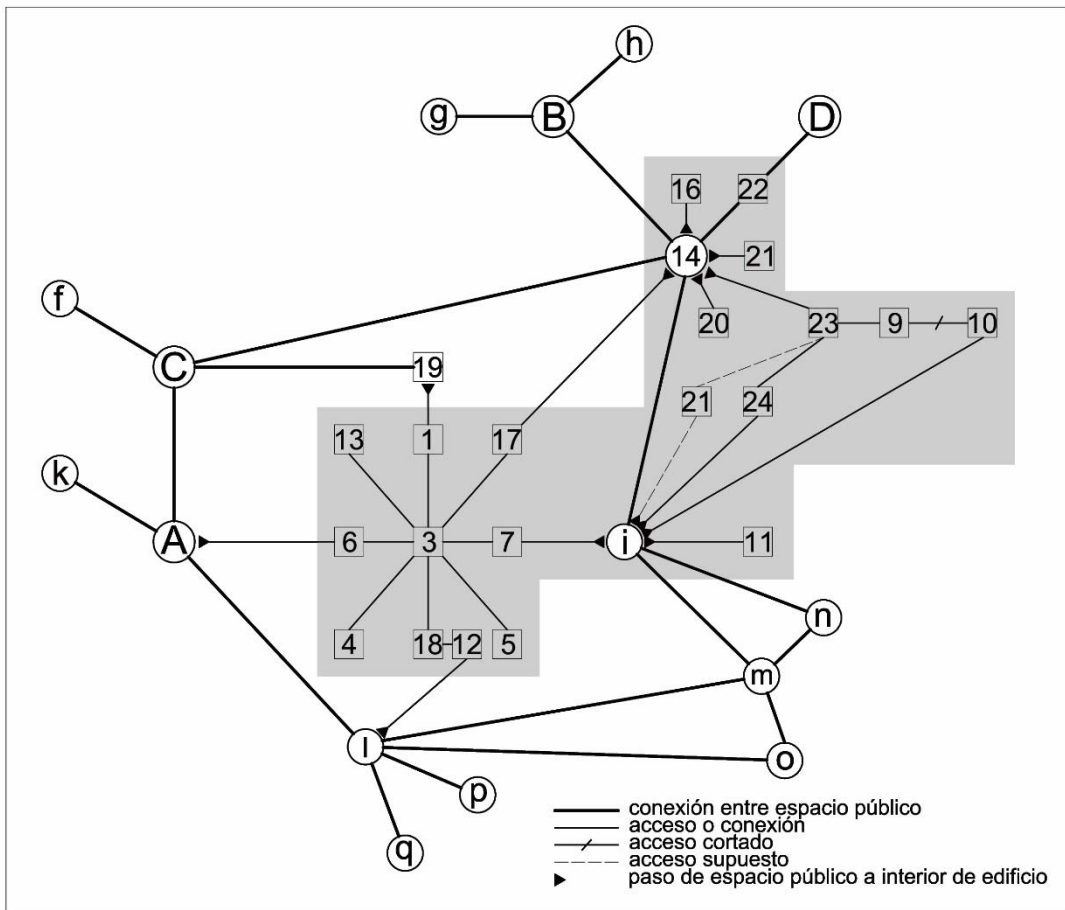 h
g B D
16 22
14 21
f
20 23 9 10
C 19
21 24
13 1 17
k
A 6 3 7 i 11
n
4 18 12 5
m
l
o
p
q
conexión entre espacio público
acceso o conexión
acceso cortado
acceso supuesto
paso de espacio público a interior de edificio